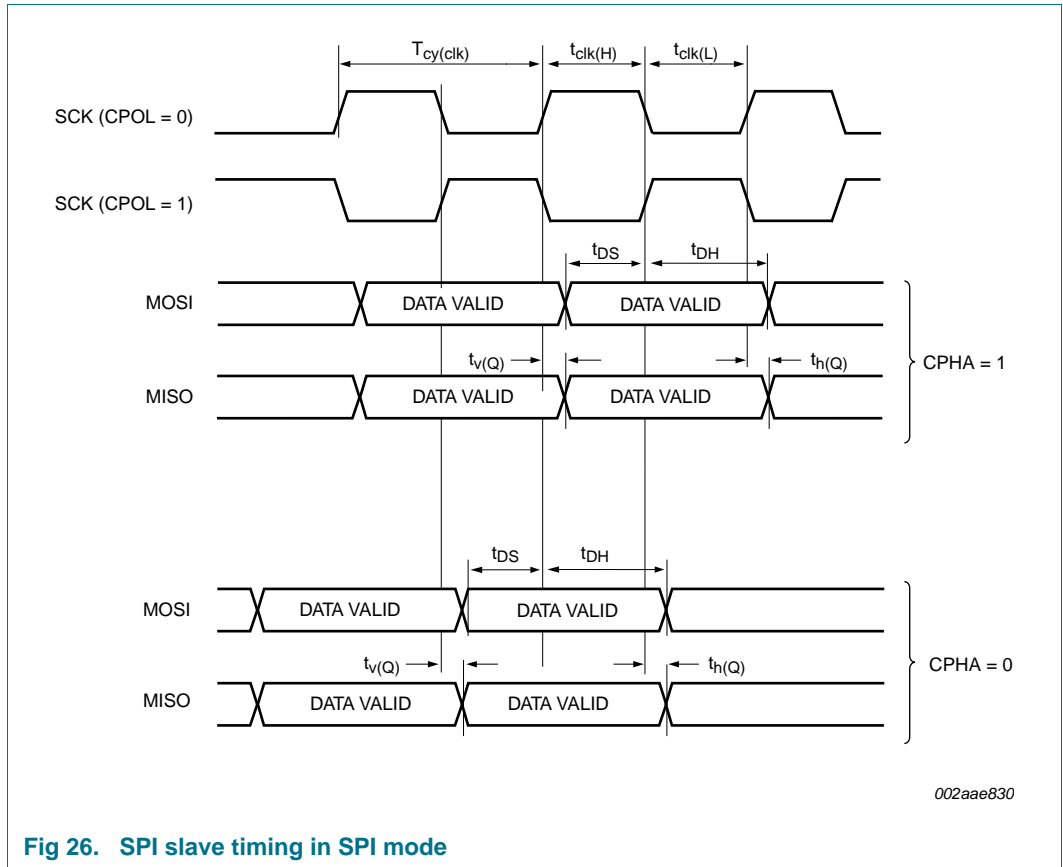 Tcy(clk) tclk(H) tclk(L)
SCK (CPOL = 0)
SCK (CPOL = 1)
tDS tDH
MOSI DATA VALID DATA VALID
tv(Q) th(Q)
CPHA = 1
MISO DATA VALID DATA VALID
tDS tDH
MOSI DATA VALID DATA VALID
tv(Q) th(Q)
CPHA = 0
MISO DATA VALID DATA VALID
002aae830
Fig 26. SPI slave timing in SPI mode